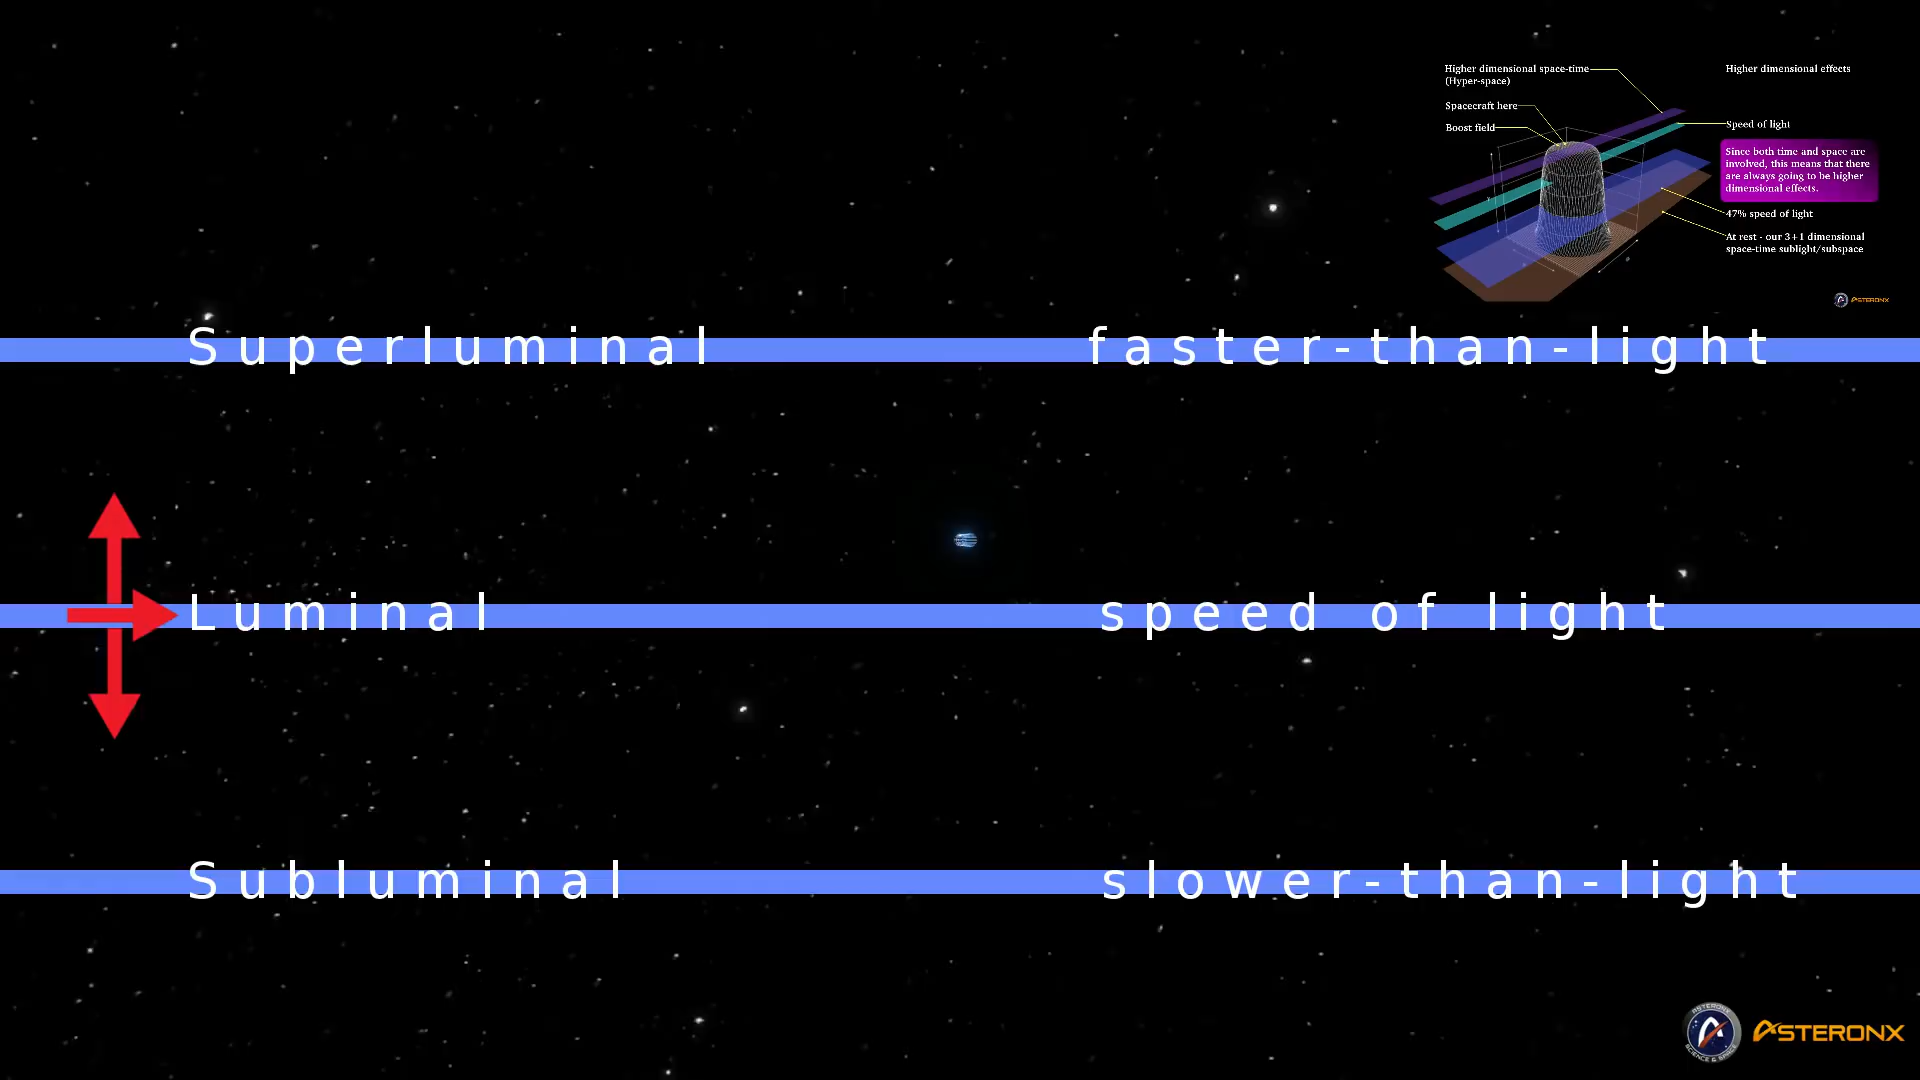 Higher dimensional space-time
(Hyper-space)
Higher dimensional effects
Spacecraft here
Boost field
Speed of light
Since both time and space are
involved, this means that there
are always going to be higher
dimensional effects.
47% speed of light
At rest - our 3+1 dimensional
space-time sublight/subspace
ASTERONX
Superluminal faster-than-light
Luminal speed of light
Subluminal slower-than-light
ASTERONX
SCIENCE & SPACE
ASTERONX